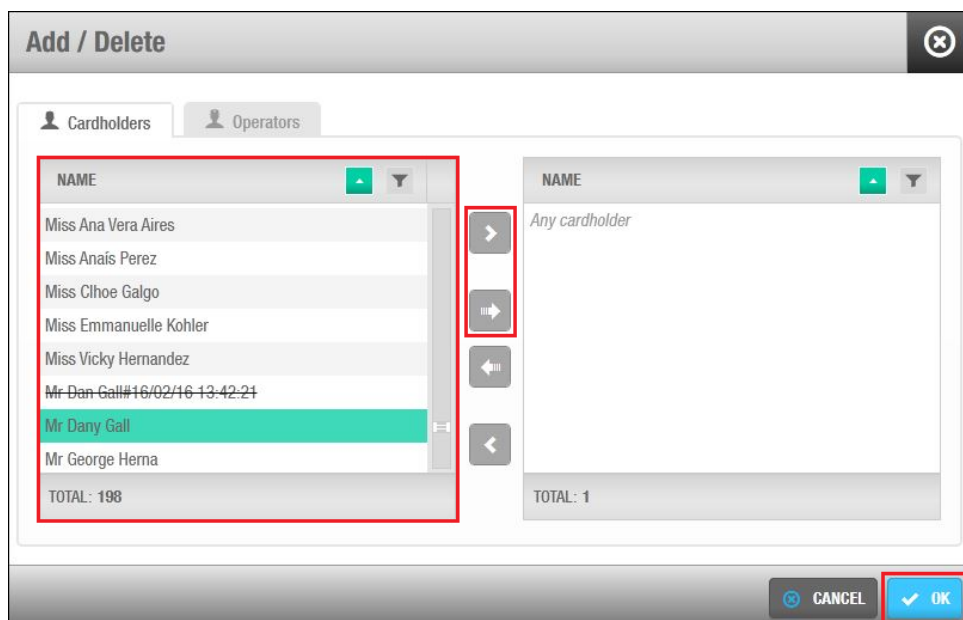 Add / Delete
Cardholders
Operators
NAME
Miss Ana Vera Aires
Miss Anaís Perez
Miss Clhoe Galgo
Miss Emmanuelle Kohler
Miss Vicky Hernandez
Mr Dan Gall#16/02/16 13:42:21
Mr Dany Gall
Mr George Herna
TOTAL: 198
NAME
Any cardholder
TOTAL: 1
CANCEL
OK